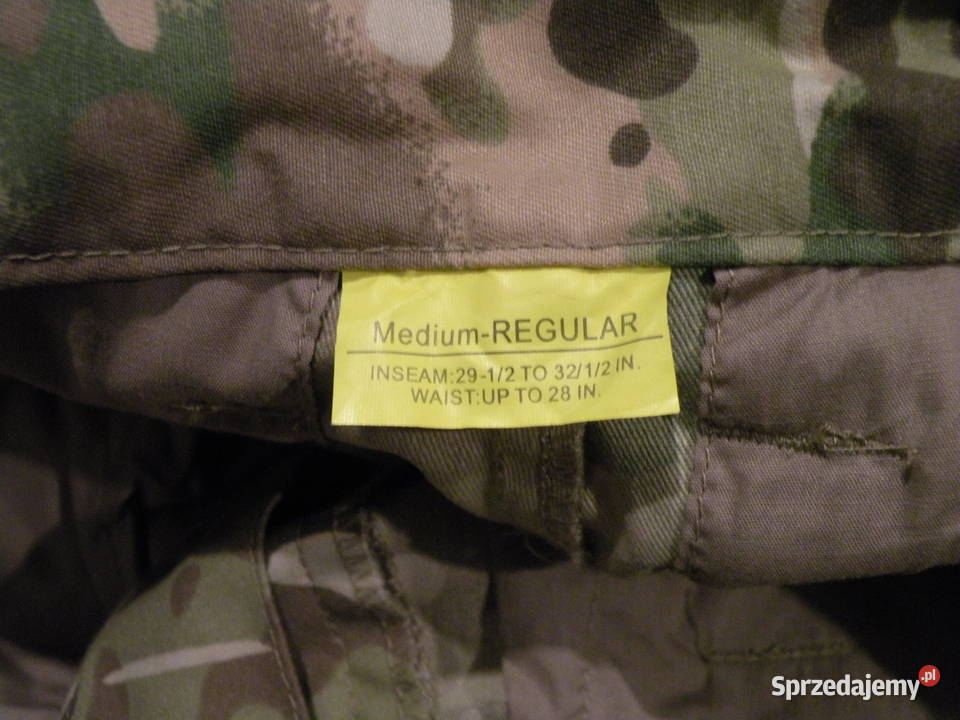 Medium-REGULAR
INSEAM:29-1/2 TO 32/1/2 IN.
WAIST:UP TO 28 IN.
Sprzedajemy.pl